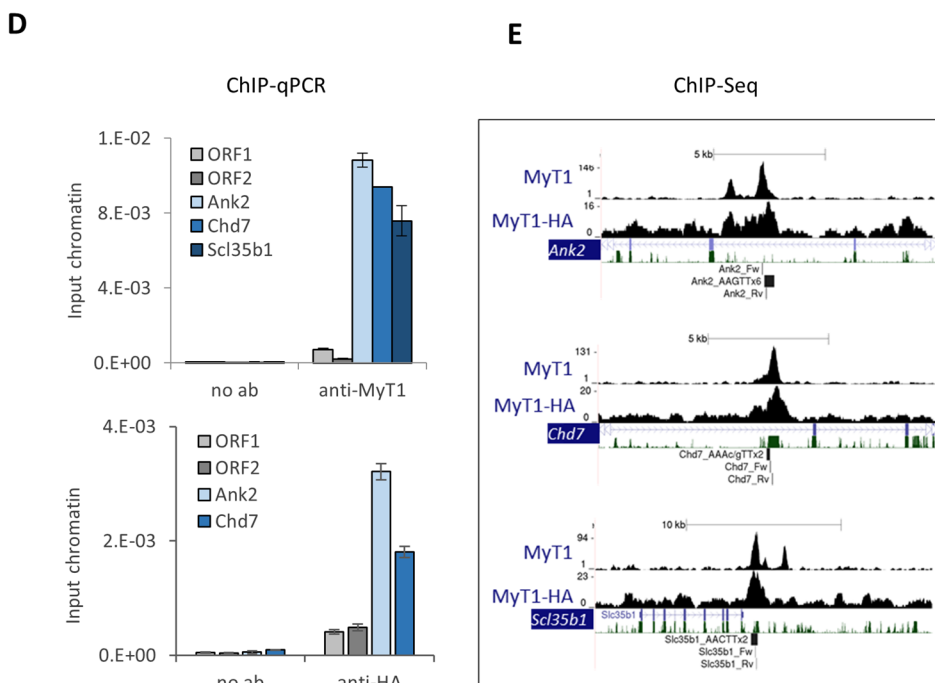 D
ChIP-qPCR
1.E-02
8.E-03
4.E-03
0.E+00
Input chromatin
ORF1
ORF2
Ank2
Chd7
Scl35b1
no ab
anti-MyT1
4.E-03
2.E-03
0.E+00
Input chromatin
ORF1
ORF2
Ank2
Chd7
no ab
anti-HA
E
ChIP-Seq
5 kb
MyT1
146
1
MyT1-HA
16
0
Ank2
Ank2_Fw
Ank2_AAGTTx6
Ank2_Rv
5 kb
MyT1
131
1
MyT1-HA
20
0
Chd7
Chd7_AAAc/gTTx2
Chd7_Fw
Chd7_Rv
10 kb
MyT1
94
1
MyT1-HA
23
0
Scl35b1
Slc35b1
Slc35b1_AACTTx2
Slc35b1_Fw
Slc35b1_Rv